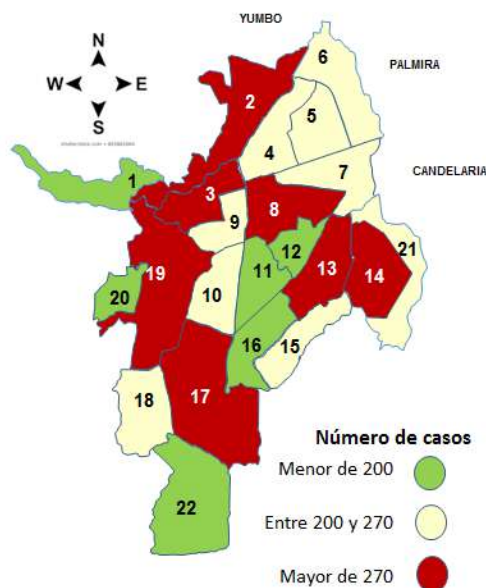 YUMBO
N
W E
S
6
PALMIRA
2
5
4
CANDELARIA
7
1
3
8
9
21
12
19
13
14
11
20
10
16
15
18
17
Número de casos
Menor de 200
22
Entre 200 y 270
Mayor de 270